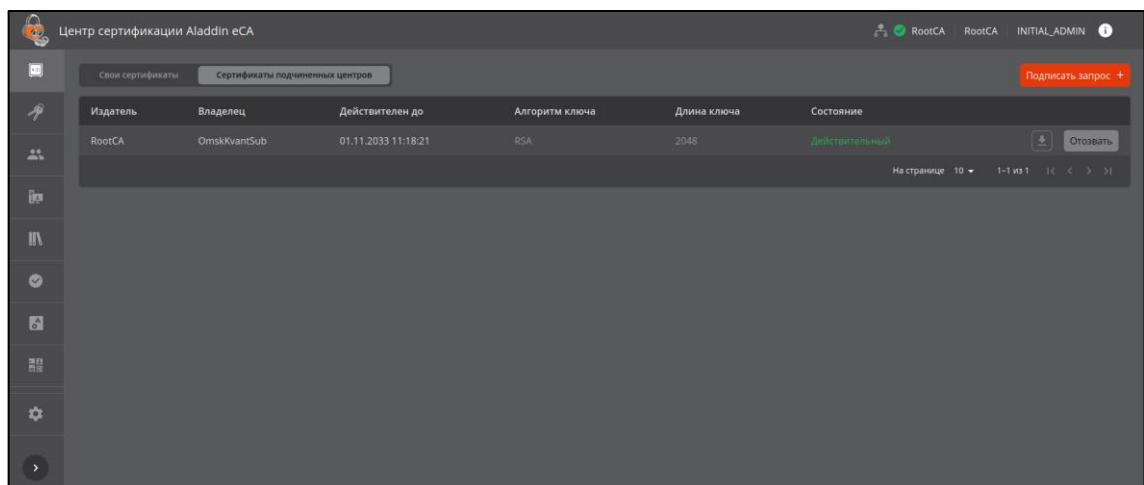 Центр сертификации Aladdin eCA RootCA RootCA INITIAL_ADMIN
Свои сертификаты Сертификаты подчиненных центров Подписать запрос +
Издатель Владелец Действителен до Алгоритм ключа Длина ключа Состояние
RootCA OmskKvantSub 01.11.2033 11:18:21 RSA 2048 Действительный Отозвать
На странице 10 1–1 из 1